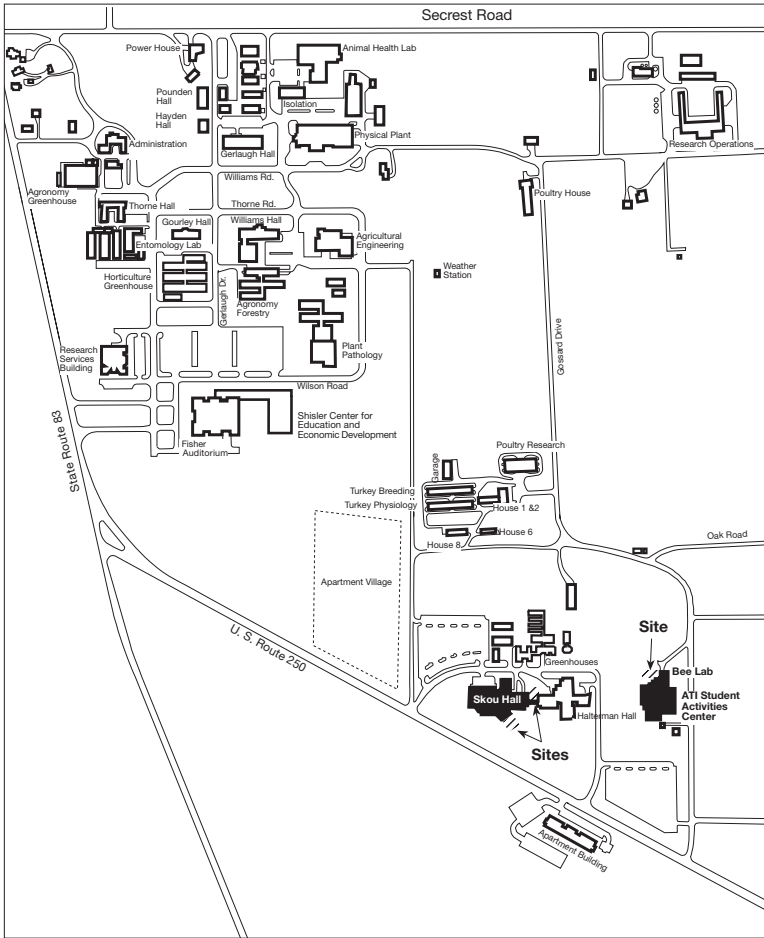 Secrest Road
Power House
Animal Health Lab
Pounden
Hall
Isolation
Hayden
Hall
Physical Plant
Administration
Gerlaugh Hall
Research Operations
Agronomy
Greenhouse
Williams Rd.
Poultry House
Thorne Hall
Thorne Rd.
Gourley Hall
Williams Hall
Agricultural
Engineering
Entomology Lab
Weather
Station
Horticulture
Greenhouse
Gerlaugh Dr.
Agronomy
Forestry
Gossard Drive
Research
Services
Building
Plant
Pathology
Wilson Road
State Route 83
Shisler Center for
Education and
Economic Development
Fisher
Auditorium
Garage
Poultry Research
Turkey Breeding
Turkey Physiology
House 1 &2
House 8
House 6
Oak Road
Apartment Village
U. S. Route 250
Site
Greenhouses
Bee Lab
Skou Hall
ATI Student
Activities
Center
Halterman Hall
Sites
Apartment Building